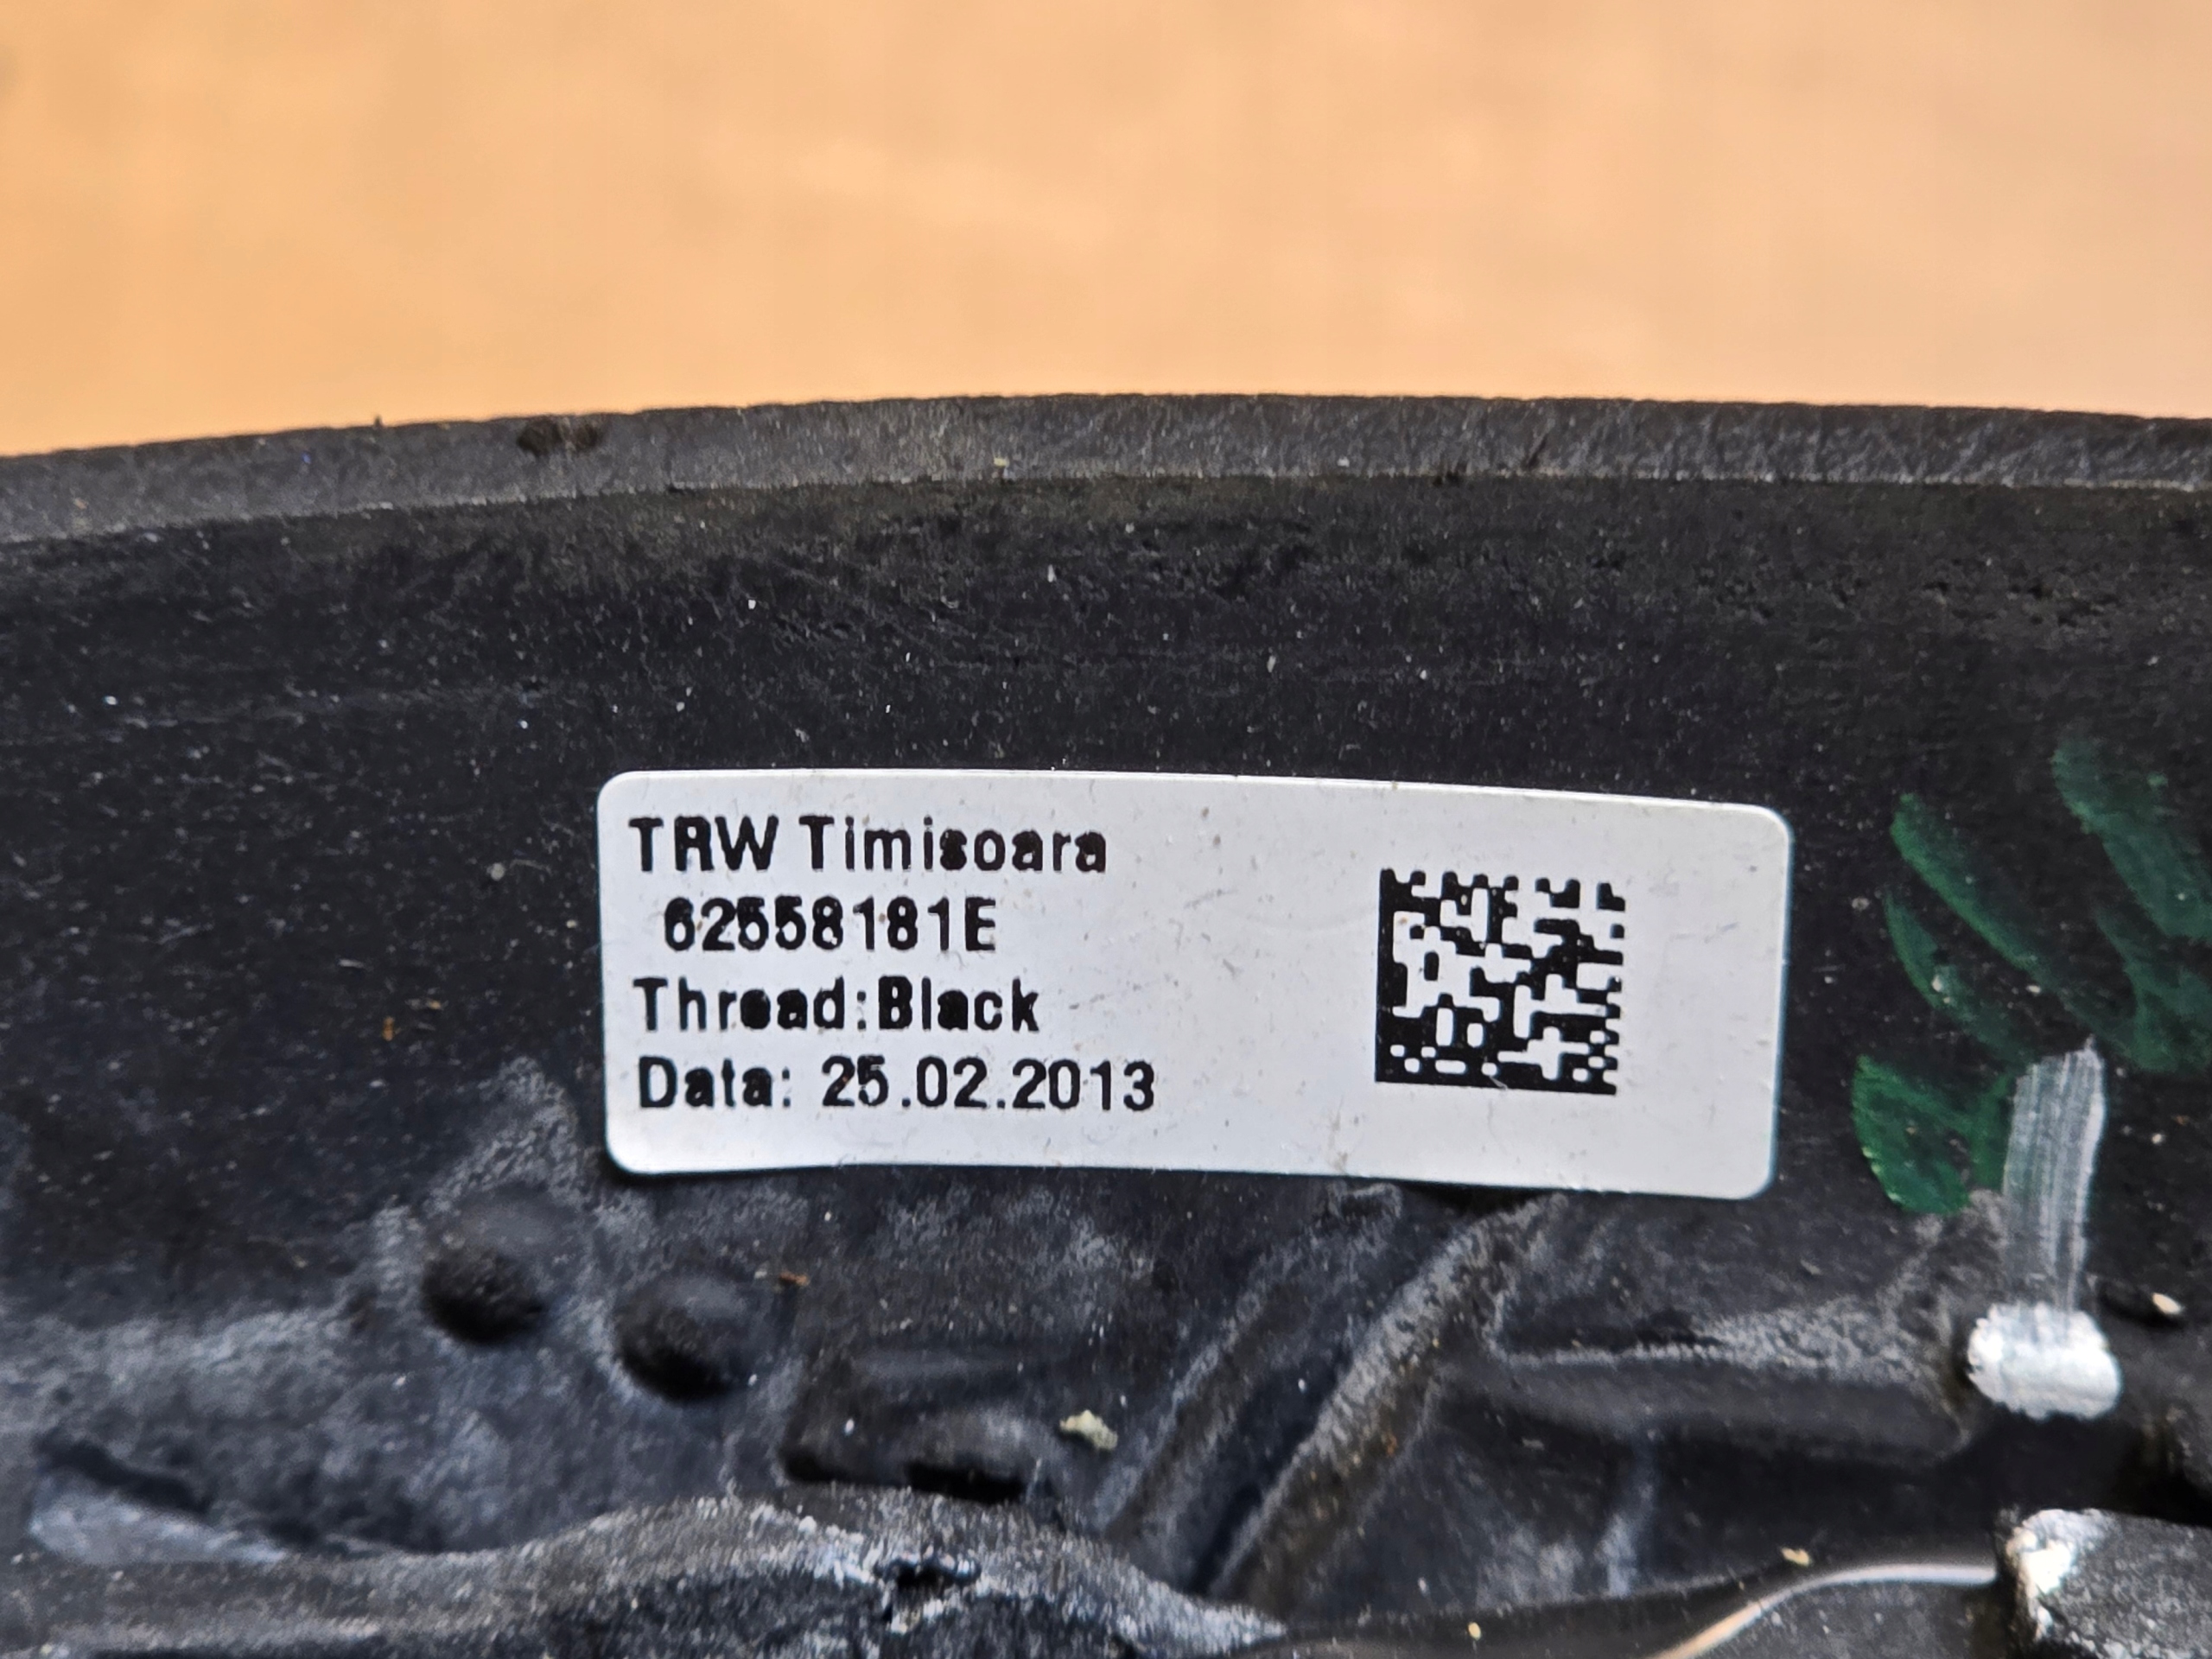 TRW Timisoara
62558181E
Thread:Black
Data: 25.02.2013